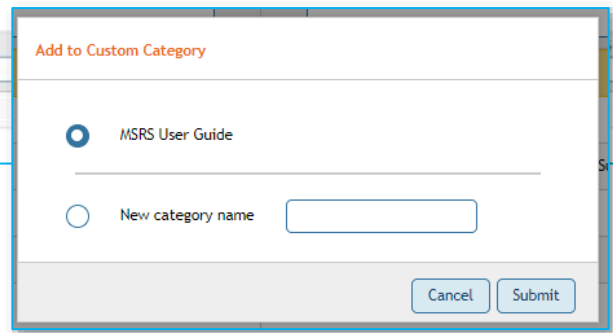 Add to Custom Category
MSRS User Guide
New category name
Cancel Submit